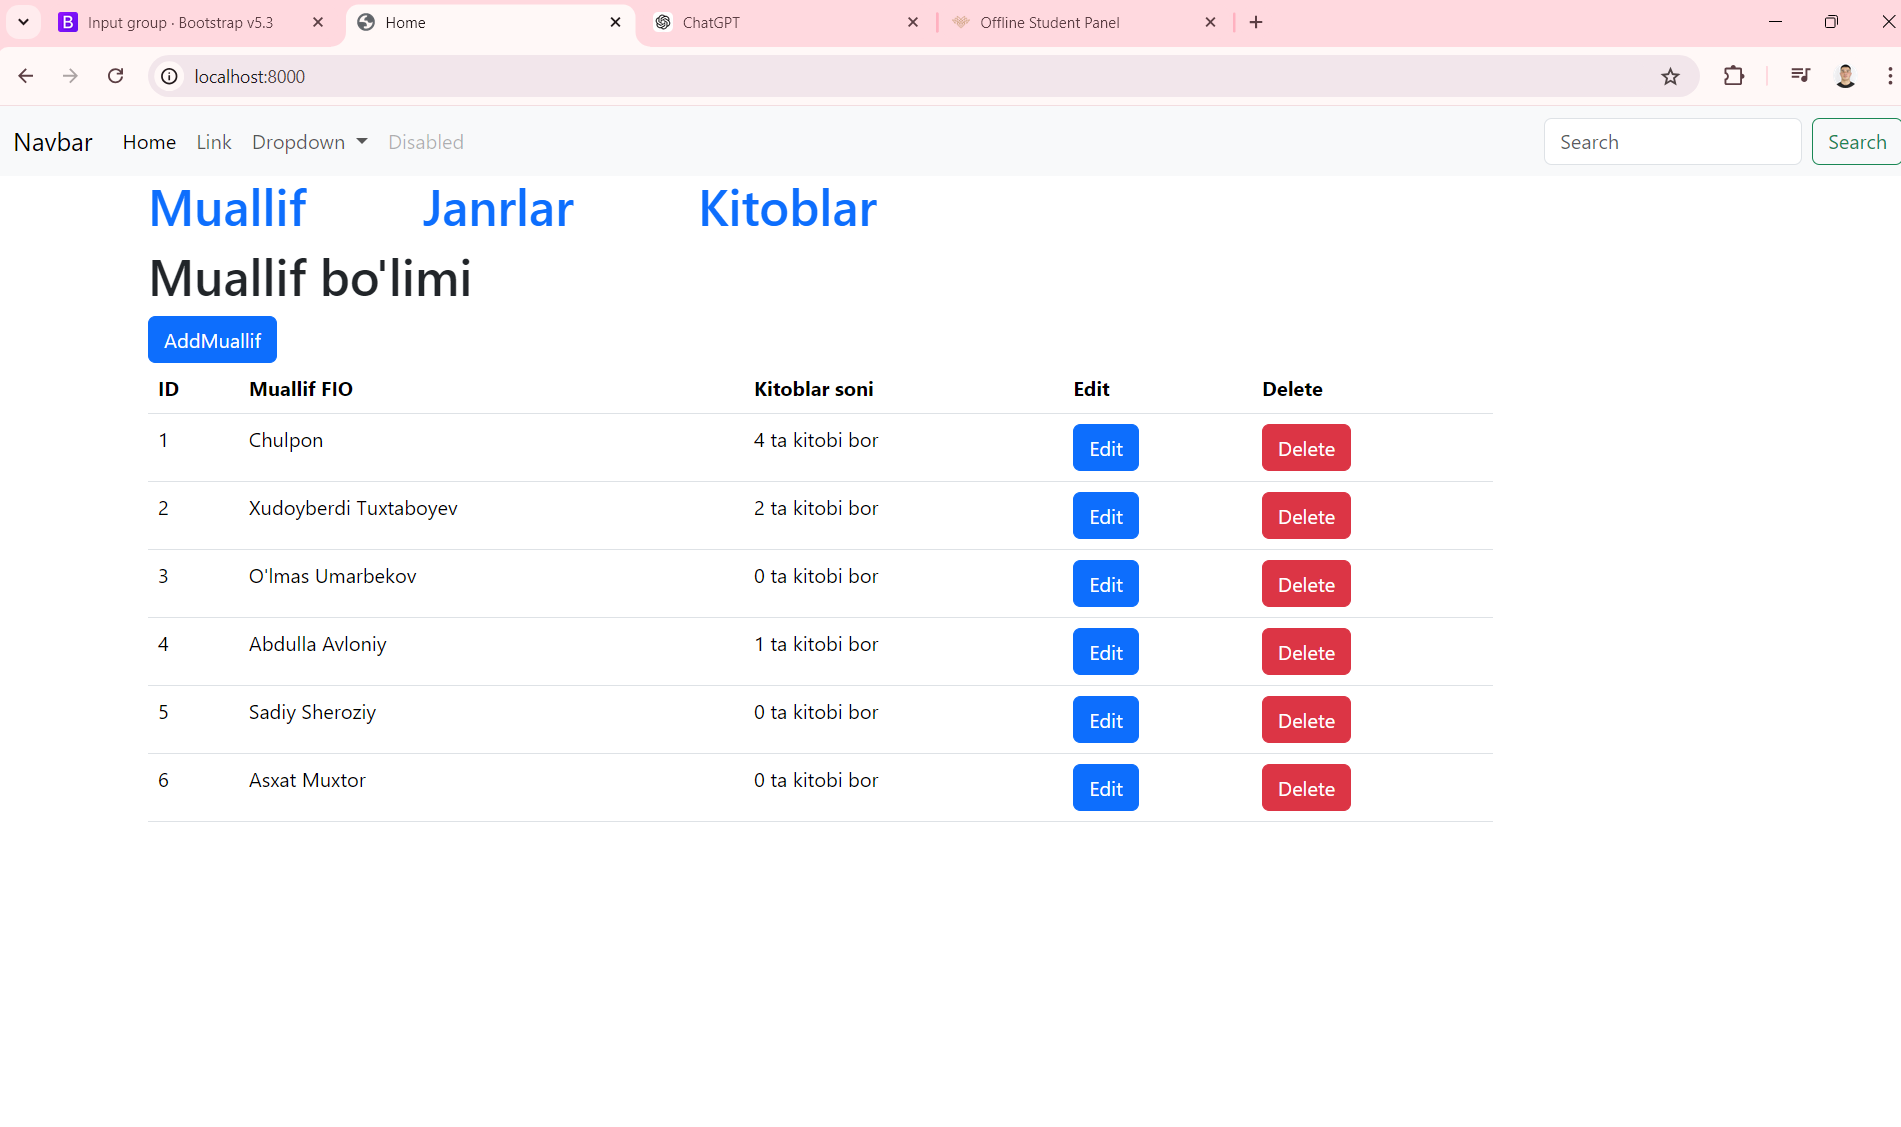 Input group · Bootstrap v5.3
Home
ChatGPT
Offline Student Panel
localhost:8000
Navbar Home Link Dropdown Disabled Search Search
Muallif Janrlar Kitoblar
Muallif bo'limi
AddMuallif
ID Muallif FIO Kitoblar soni Edit Delete
1 Chulpon 4 ta kitobi bor Edit Delete
2 Xudoyberdi Tuxtaboyev 2 ta kitobi bor Edit Delete
3 O'lmas Umarbekov 0 ta kitobi bor Edit Delete
4 Abdulla Avloniy 1 ta kitobi bor Edit Delete
5 Sadiy Sheroziy 0 ta kitobi bor Edit Delete
6 Asxat Muxtor 0 ta kitobi bor Edit Delete